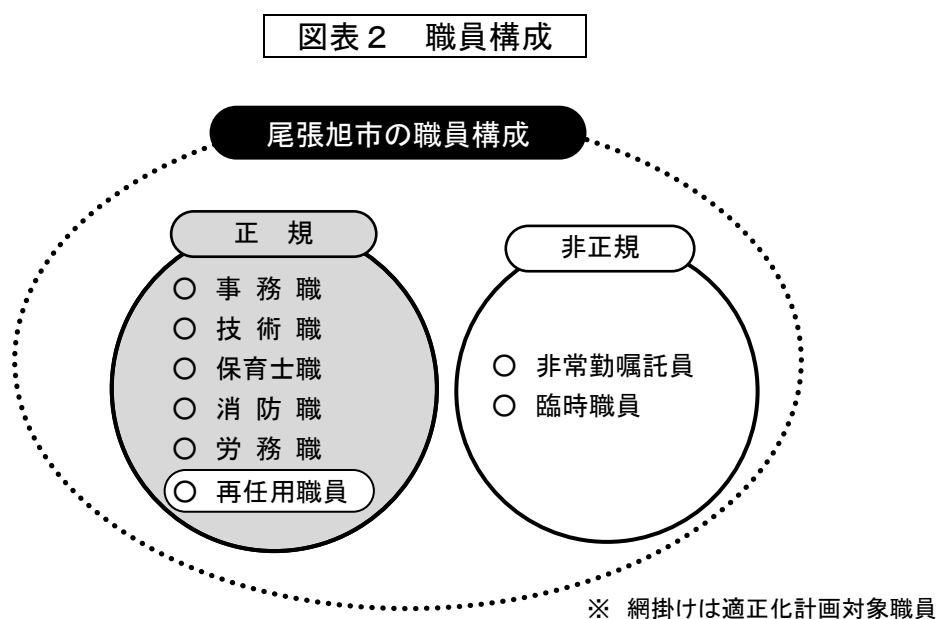 図表２　職員構成
尾張旭市の職員構成
正　規
○ 事 務 職
○ 技 術 職
○ 保育士職
○ 消 防 職
○ 労 務 職
○ 再任用職員
非正規
○ 非常勤嘱託員
○ 臨時職員
※ 網掛けは適正化計画対象職員